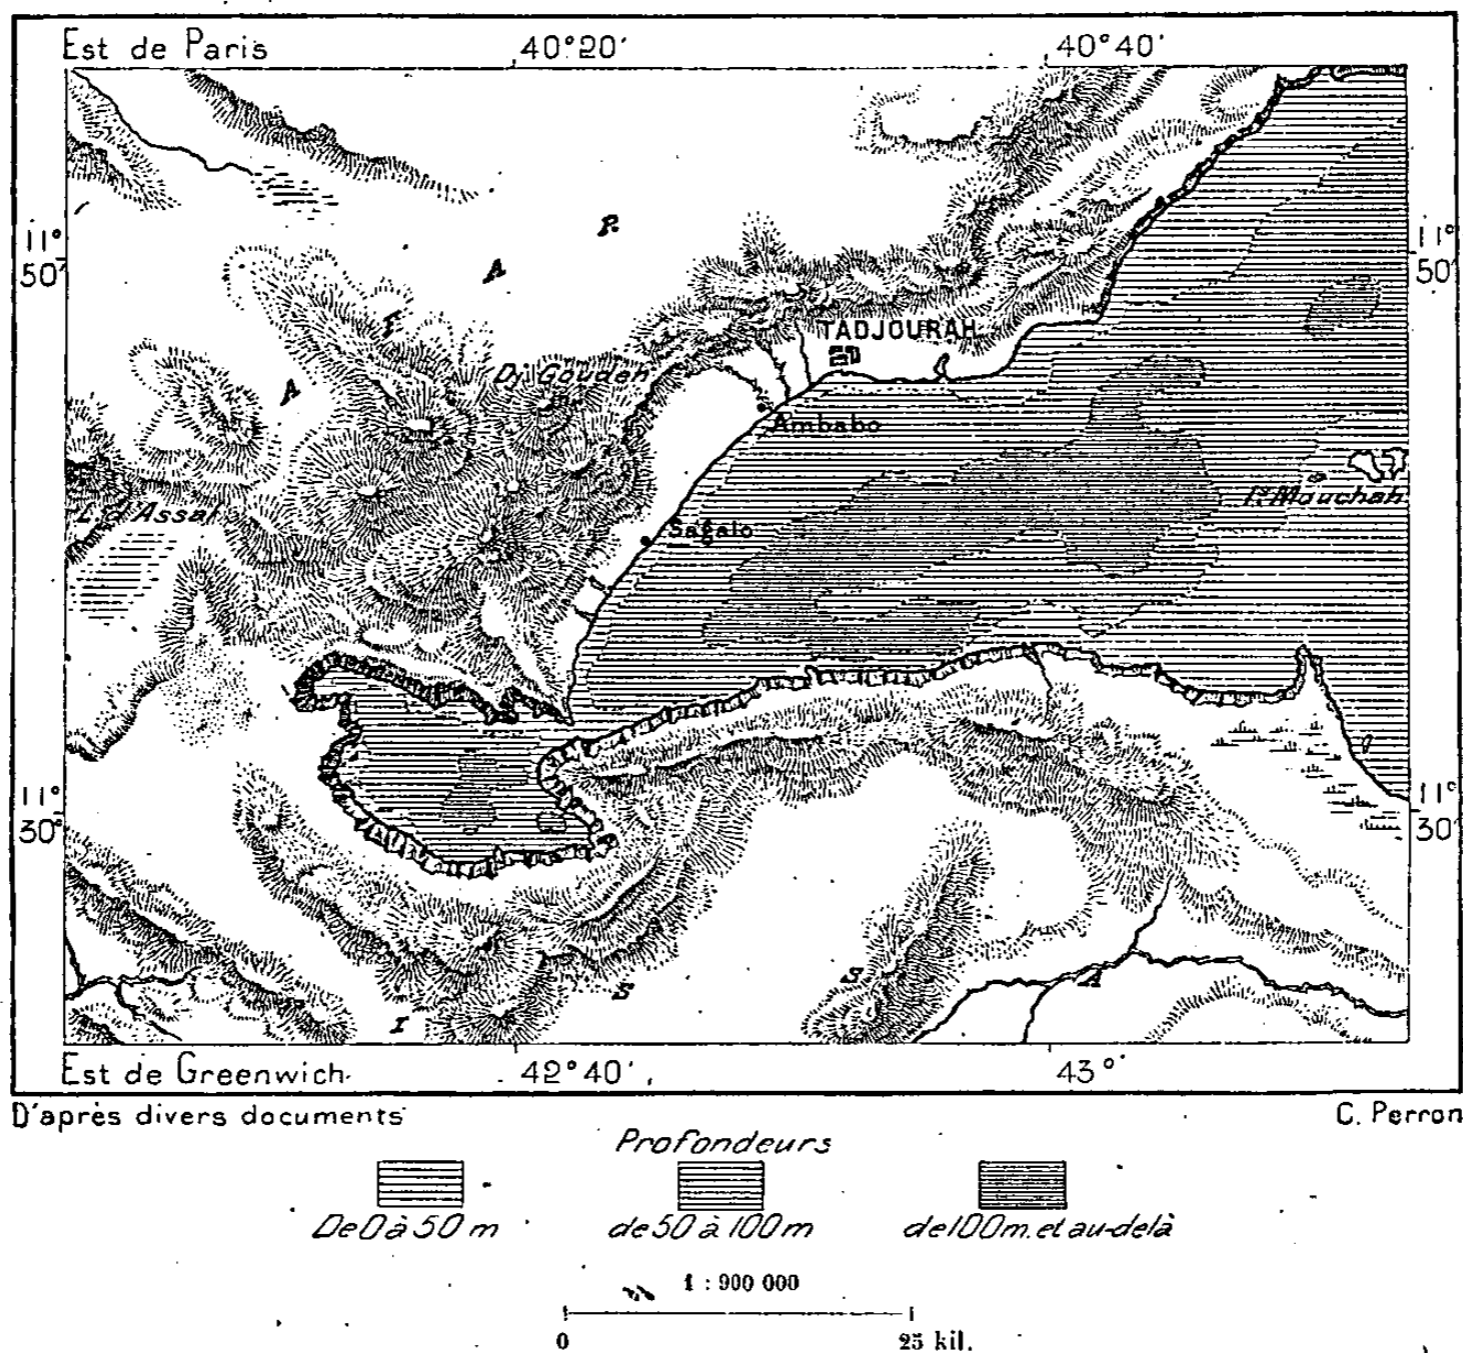 Est de Paris 40°20' 40°40'
11° 11°
50' 50'
A F A R
TADJOURAH
Dj. Goudah
Ambabo
Iˢ Mouchah
L. d'Assal
Sagalo
11° 11°
30' 30'
I S S A
Est de Greenwich 42°40' 43°
D'après divers documents C. Perron
Profondeurs
De 0 à 50 m de 50 à 100 m de 100 m. et au-delà
1 : 900 000
0 25 kil.